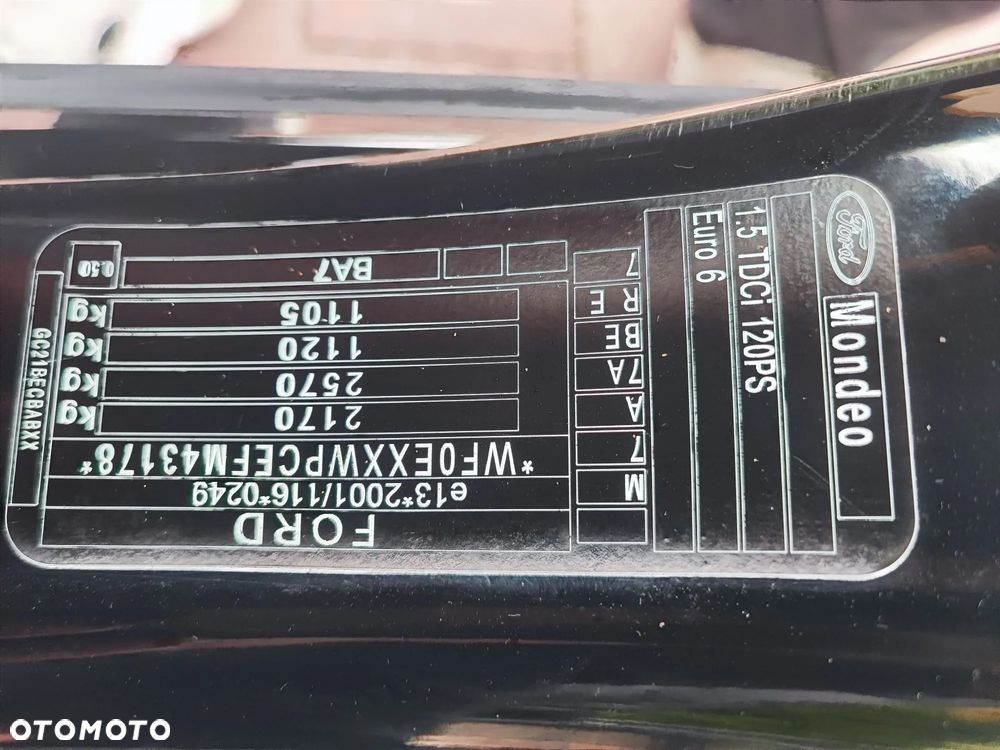 FORD
e13*2001/116*0249
*WF0EXXWPCEFM43178*
2170 kg
2570 kg
1120 kg
1105 kg
BA7
0.50
M
7
A
7A
BE
R E
7
Ford
Mondeo
1.5 TDCi 120PS
Euro 6
GC21BECBABXX
OTOMOTO